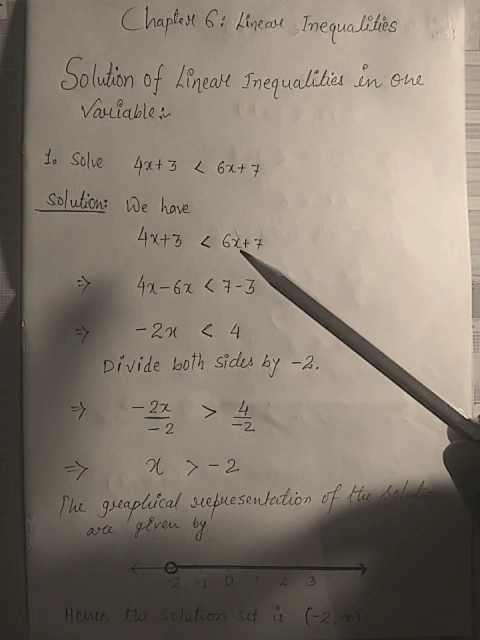 Chapter 6: Linear Inequalities
Solution of Linear Inequalities in one
Variable:-
1. Solve 4x+3 < 6x+7
Solution: We have
4x+3 < 6x+7
⇒ 4x-6x < 7-3
⇒ -2x < 4
Divide both sides by -2.
⇒ -2x/-2 > 4/-2
⇒ x > -2
The graphical representation of the solution
are given by
-2 -1 0 1 2 3
Hence the solution set is (-2, ∞)